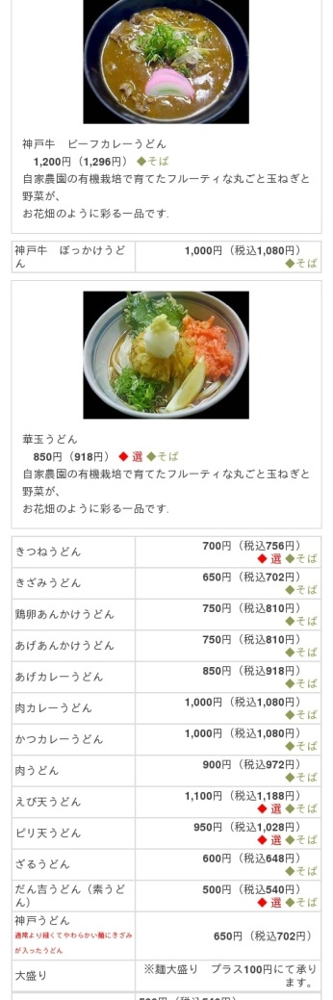 神戸牛　ビーフカレーうどん
1,200円（1,296円） ◆そば
自家農園の有機栽培で育てたフルーティな丸ごと玉ねぎと
野菜が、
お花畑のように彩る一品です.
神戸牛　ぼっかけうど
ん
1,000円（税込1,080円）
◆そば
華玉うどん
850円（918円） ◆ 選 ◆そば
自家農園の有機栽培で育てたフルーティな丸ごと玉ねぎと
野菜が、
お花畑のように彩る一品です.
きつねうどん
700円（税込756円）
◆ 選 ◆そば
きざみうどん
650円（税込702円）
◆そば
鶏卵あんかけうどん
750円（税込810円）
◆そば
あげあんかけうどん
750円（税込810円）
◆そば
あげカレーうどん
850円（税込918円）
◆そば
肉カレーうどん
1,000円（税込1,080円）
◆そば
かつカレーうどん
1,000円（税込1,080円）
◆そば
肉うどん
900円（税込972円）
◆そば
えび天うどん
1,100円（税込1,188円）
◆ 選 ◆そば
ピリ天うどん
950円（税込1,028円）
◆ 選 ◆そば
ざるうどん
600円（税込648円）
◆そば
だん吉うどん（素うど
ん）
500円（税込540円）
◆ 選 ◆そば
神戸うどん
通常より細くてやわらかい麺にきざみ
が入ったうどん
650円（税込702円）
大盛り
※麺大盛り　プラス100円にて承り
ます。